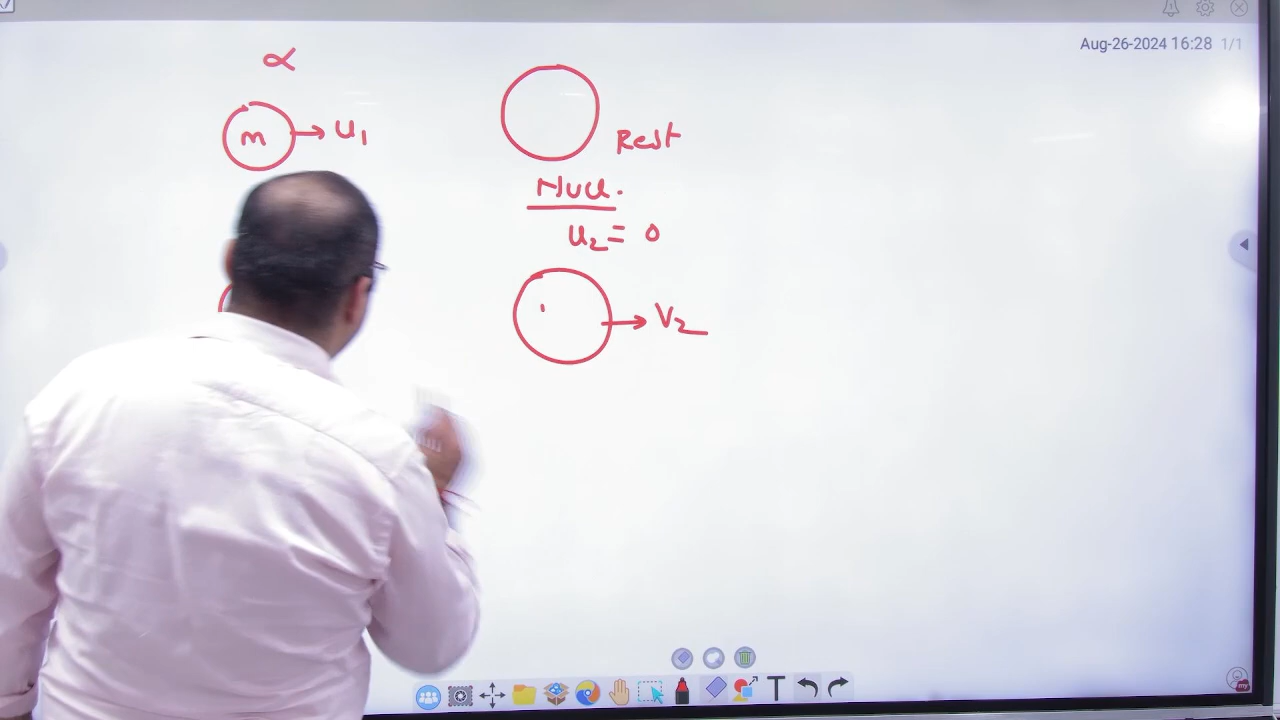 Aug-26-2024 16:28 1/1
α
m → u₁
Rest
Nucl.
u₂ = 0
→ V₂
T